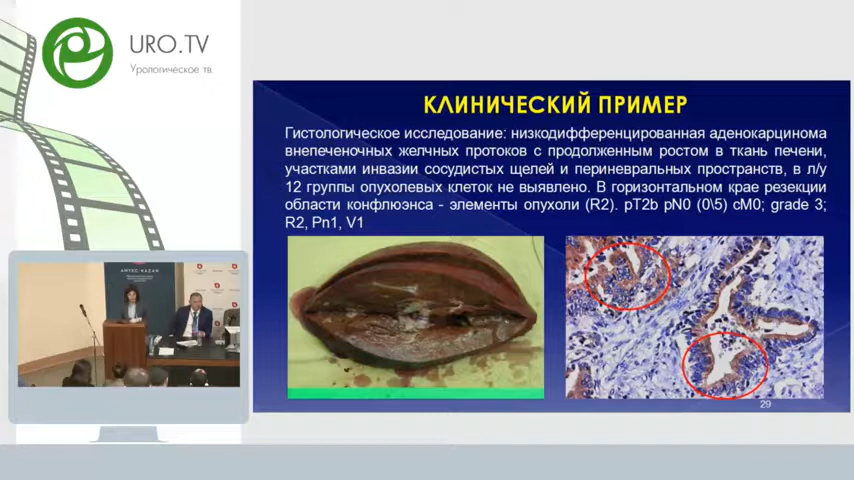 URO.TV
Урологическое тв
КЛИНИЧЕСКИЙ ПРИМЕР
Гистологическое исследование: низкодифференцированная аденокарцинома
внепеченочных желчных протоков с продолженным ростом в ткань печени,
участками инвазии сосудистых щелей и периневральных пространств, в л/у
12 группы опухолевых клеток не выявлено. В горизонтальном крае резекции
области конфлюэнса - элементы опухоли (R2). pT2b pN0 (0\5) cM0; grade 3;
R2, Pn1, V1
29